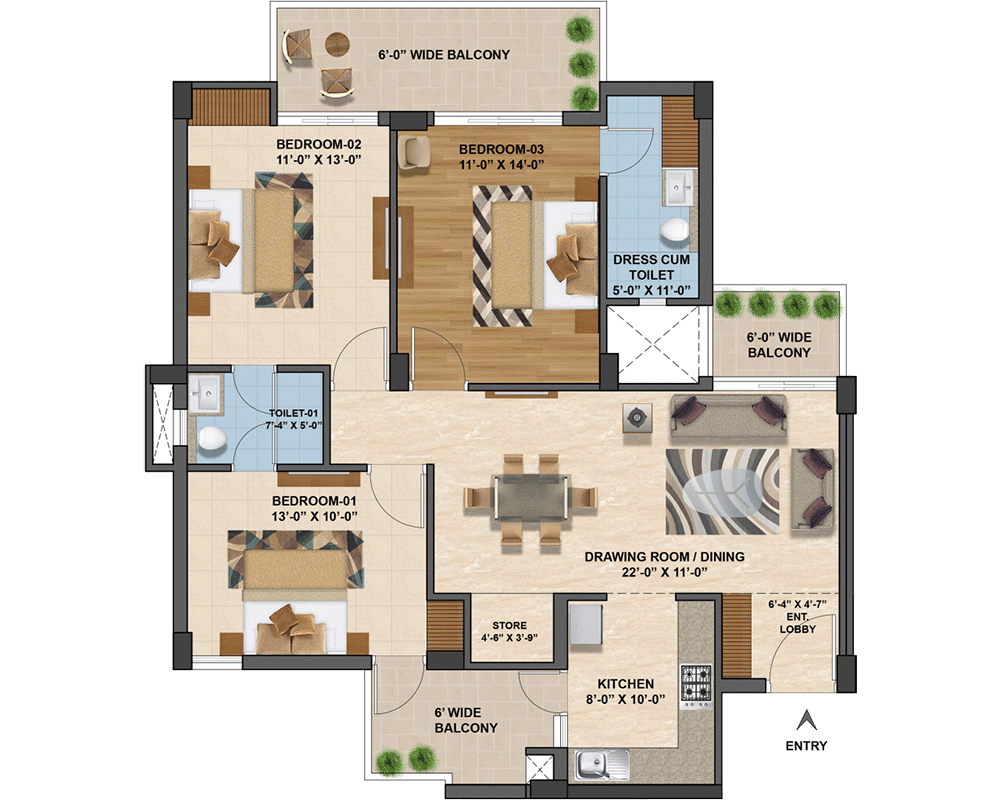 6'-0" WIDE BALCONY
BEDROOM-02
11'-0" X 13'-0"
BEDROOM-03
11'-0" X 14'-0"
DRESS CUM
TOILET
5'-0" X 11'-0"
6'-0" WIDE
BALCONY
TOILET-01
7'-4" X 5'-0"
BEDROOM-01
13'-0" X 10'-0"
DRAWING ROOM / DINING
22'-0" X 11'-0"
6'-4" X 4'-7"
ENT.
LOBBY
STORE
4'-6" X 3'-9"
KITCHEN
8'-0" X 10'-0"
6' WIDE
BALCONY
ENTRY